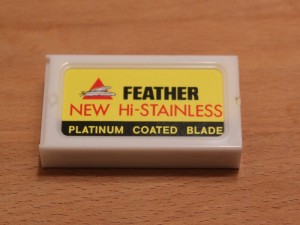 FEATHER
NEW Hi-STAINLESS
PLATINUM COATED BLADE